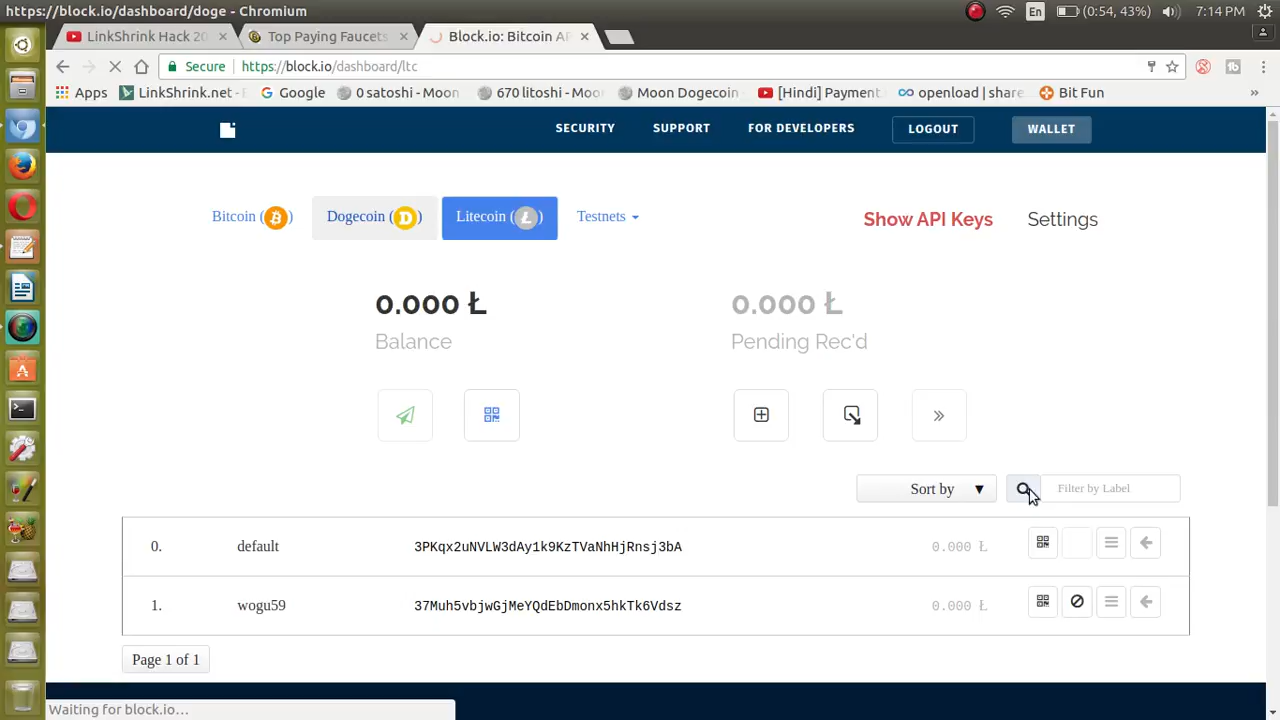 https://block.io/dashboard/doge - Chromium
En (0:54, 43%) 7:14 PM
LinkShrink Hack 20 × Top Paying Faucets × Block.io: Bitcoin AP ×
Secure https://block.io/dashboard/ltc
Apps LinkShrink.net - E Google 0 satoshi - Moon 670 litoshi - Moon Moon Dogecoin [Hindi] Payment openload | share Bit Fun »
SECURITY SUPPORT FOR DEVELOPERS LOGOUT WALLET
Bitcoin ( ) Dogecoin (Ð) Litecoin (Ł) Testnets Show API Keys Settings
0.000 Ł 0.000 Ł
Balance Pending Rec'd
Sort by ▼ Filter by Label
0. default 3PKqx2uNVLW3dAy1k9KzTVaNhHjRnsj3bA 0.000 Ł
1. wogu59 37Muh5vbjwGjMeYQdEbDmonx5hkTk6Vdsz 0.000 Ł
Page 1 of 1
Waiting for block.io...